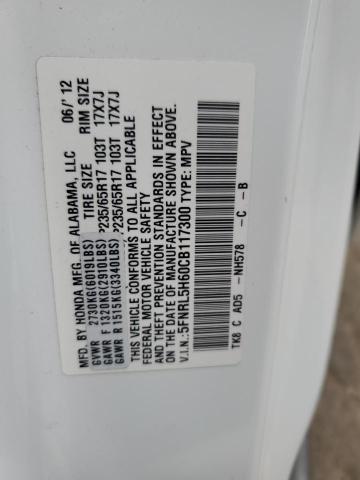 MFD. BY HONDA MFG. OF ALABAMA, LLC 06/'12
TIRE SIZE RIM SIZE
GVWR 2730KG(6019LBS)
GAWR F 1320KG(2910LBS) P235/65R17 103T 17X7J
GAWR R 1515KG(3340LBS) P235/65R17 103T 17X7J
THIS VEHICLE CONFORMS TO ALL APPLICABLE
FEDERAL MOTOR VEHICLE SAFETY
AND THEFT PREVENTION STANDARDS IN EFFECT
ON THE DATE OF MANUFACTURE SHOWN ABOVE.
V.I.N.:5FNRL5H60CB117300 TYPE: MPV
TK8 C AD5 -NH578 -C -B